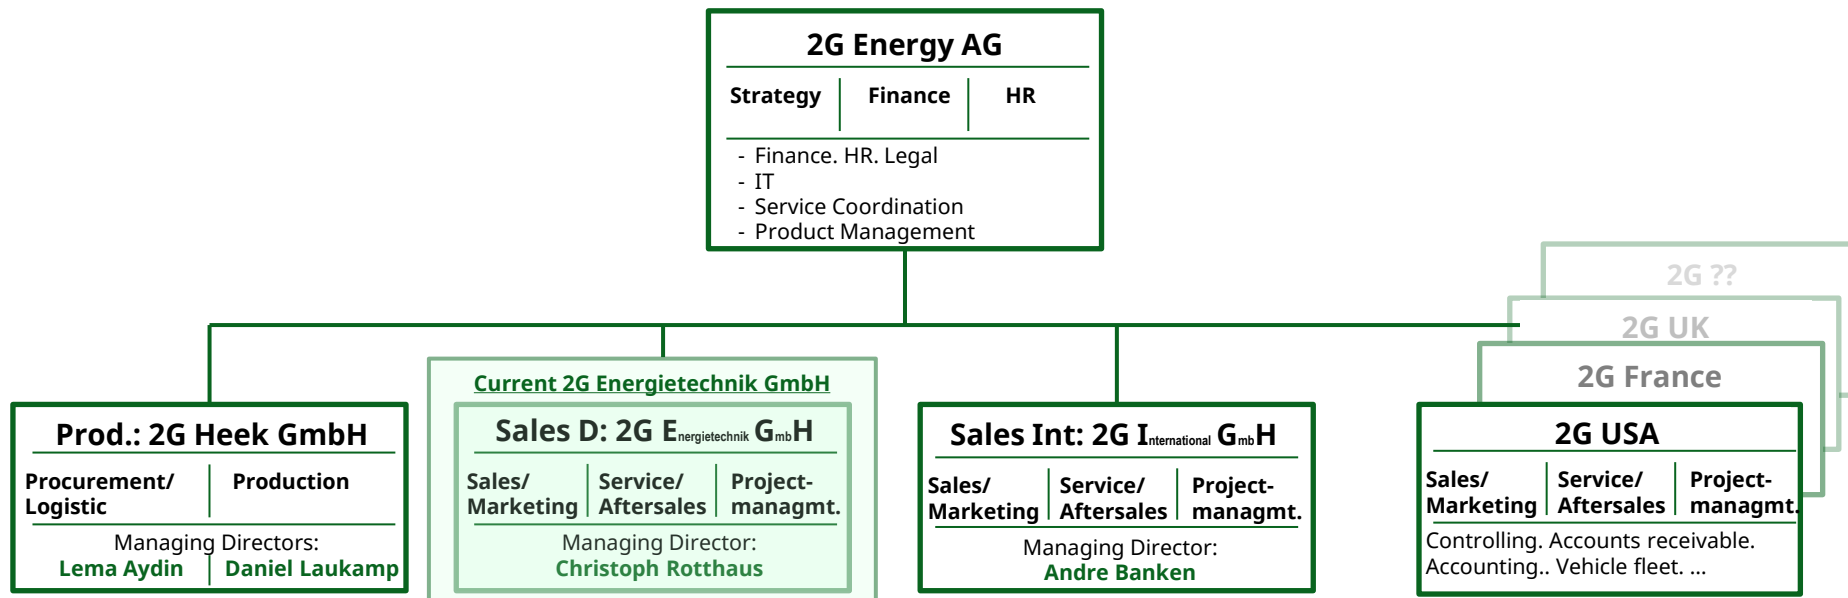 2G Energy AG
Strategy Finance HR
- Finance. HR. Legal
- IT
- Service Coordination
- Product Management
2G ??
2G UK
2G France
Current 2G Energietechnik GmbH
Prod.: 2G Heek GmbH
Procurement/ Production
Logistic
Managing Directors:
Lema Aydin Daniel Laukamp
Sales D: 2G Energietechnik GmbH
Sales/ Service/ Project-
Marketing Aftersales managmt.
Managing Director:
Christoph Rotthaus
Sales Int: 2G International GmbH
Sales/ Service/ Project-
Marketing Aftersales managmt.
Managing Director:
Andre Banken
2G USA
Sales/ Service/ Project-
Marketing Aftersales managmt.
Controlling. Accounts receivable.
Accounting.. Vehicle fleet. ...